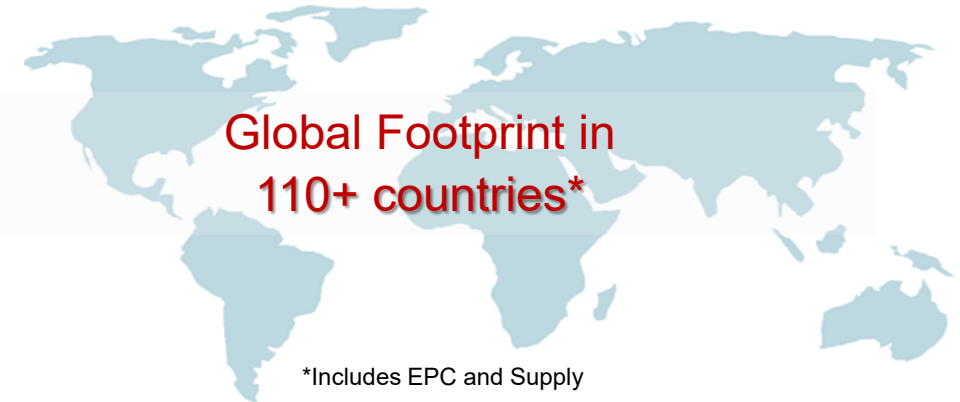 Global Footprint in
110+ countries*
*Includes EPC and Supply